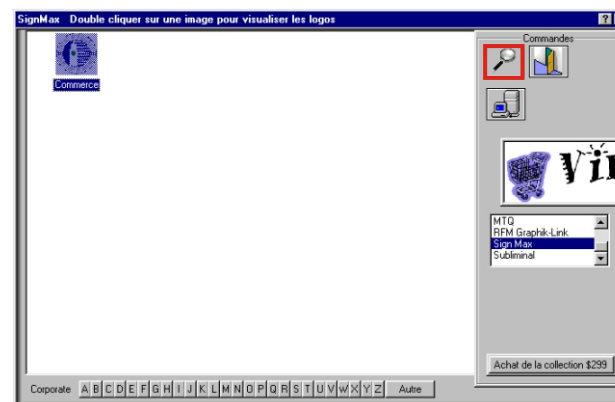 SignMax Double cliquer sur une image pour visualiser les logos
?
Commerce
Commandes
MTQ
RFM Graphik-Link
Sign Max
Subliminal
Achat de la collection $299
Corporate A B C D E F G H I J K L M N O P Q R S T U V W X Y Z Autre